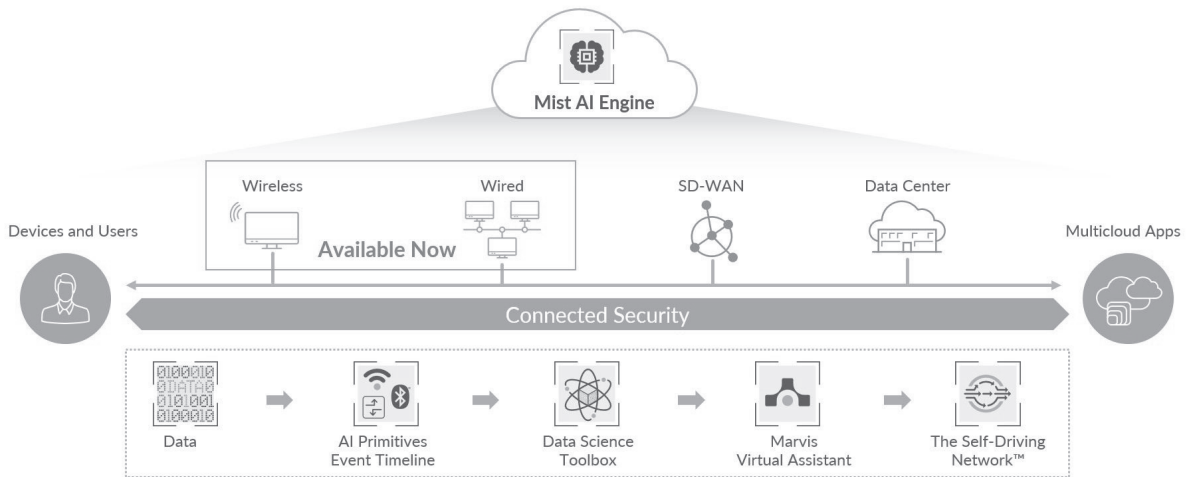 Mist AI Engine
Wireless
Wired
SD-WAN
Data Center
Devices and Users
Available Now
Multicloud Apps
Connected Security
0100010
0DATA0
0101001
0100010
Data
AI Primitives
Event Timeline
Data Science
Toolbox
Marvis
Virtual Assistant
The Self-Driving
Network™